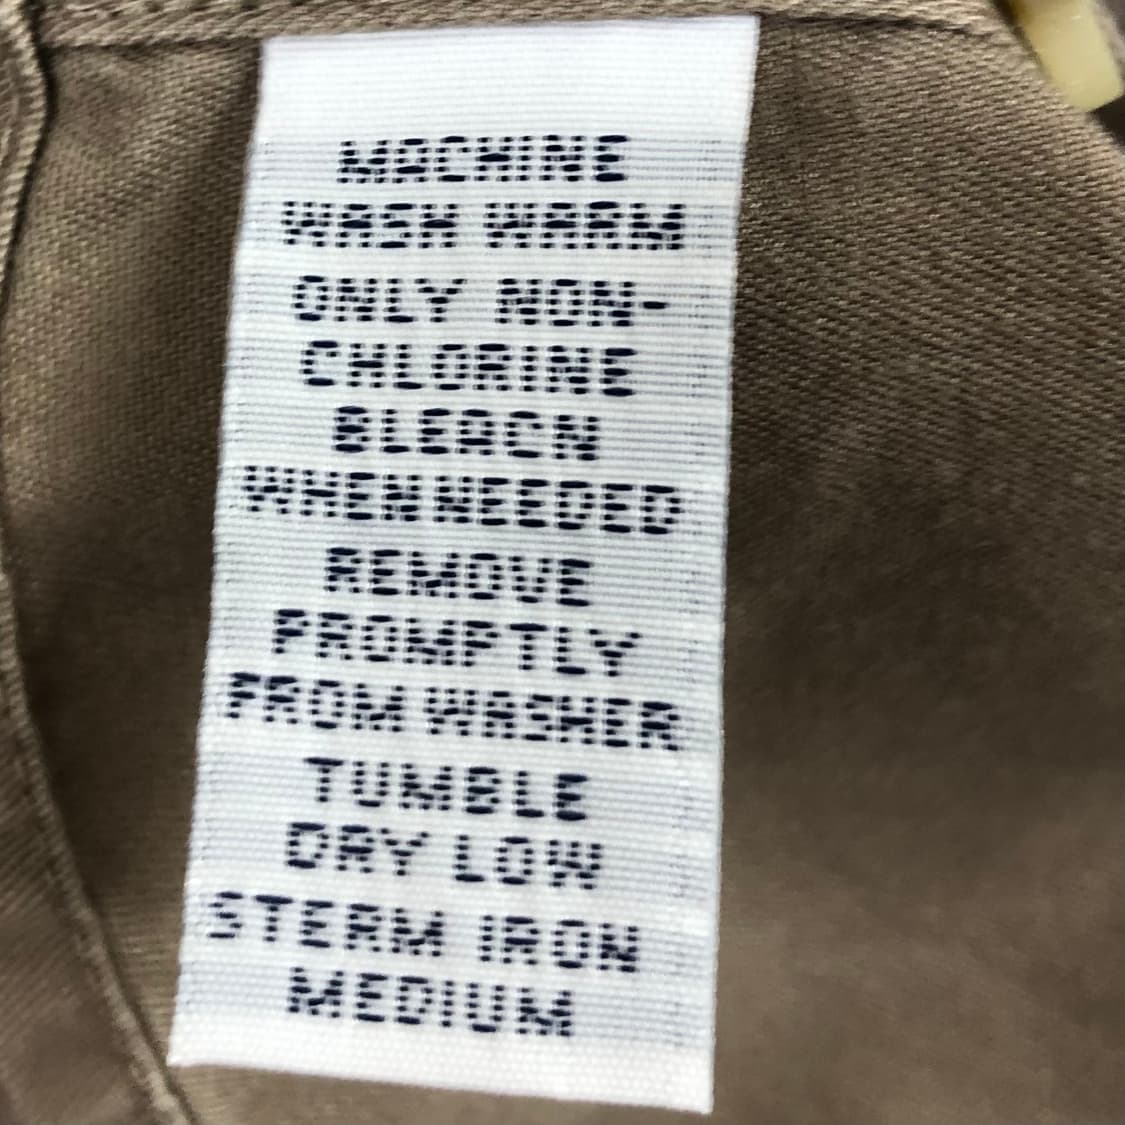 MACHINE
WASH WARM
ONLY NON-
CHLORINE
BLEACH
WHEN NEEDED
REMOVE
PROMPTLY
FROM WASHER
TUMBLE
DRY LOW
STEAM IRON
MEDIUM